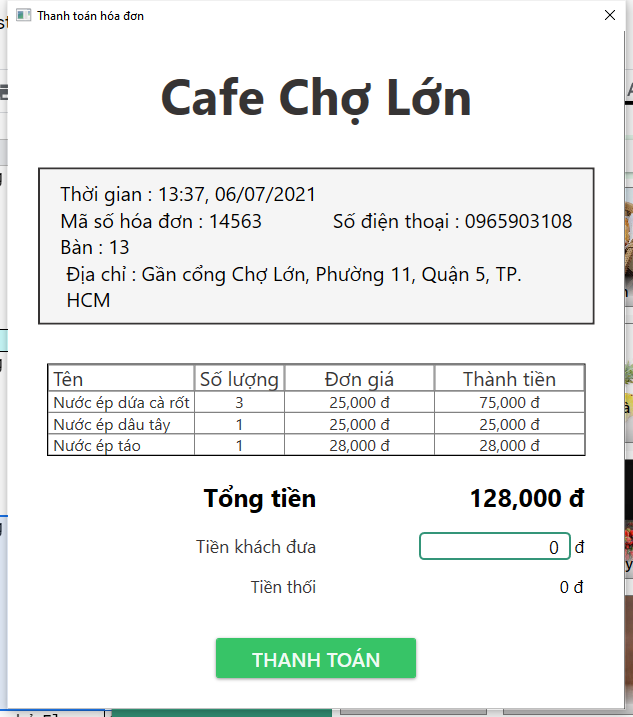 Thanh toán hóa đơn
Cafe Chợ Lớn
Thời gian : 13:37, 06/07/2021
Mã số hóa đơn : 14563 Số điện thoại : 0965903108
Bàn : 13
Địa chỉ : Gần cổng Chợ Lớn, Phường 11, Quận 5, TP.
HCM
Tên Số lượng Đơn giá Thành tiền
Nước ép dứa cà rốt 3 25,000 đ 75,000 đ
Nước ép dâu tây 1 25,000 đ 25,000 đ
Nước ép táo 1 28,000 đ 28,000 đ
Tổng tiền 128,000 đ
Tiền khách đưa 0 đ
Tiền thối 0 đ
THANH TOÁN